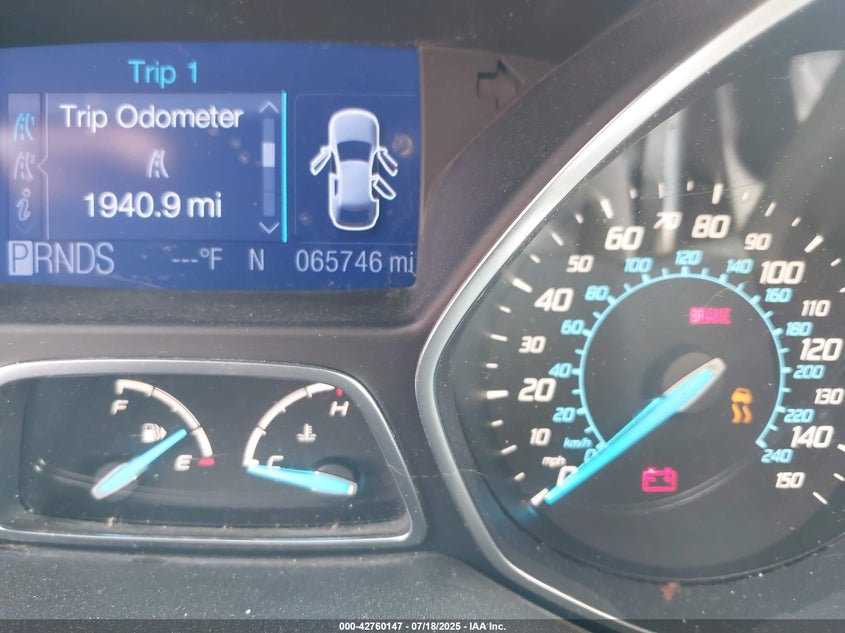 Trip 1
Trip Odometer
1940.9 mi
PRNDS ---°F N 065746 mi
F
E
H
C
0 10 20 30 40 50 60 70 80 90 100 110 120 130 140 150
mph
km/h
0 20 40 60 80 100 120 140 160 180 200 220 240
BRAKE
000-42760147 - 07/18/2025 - IAA Inc.